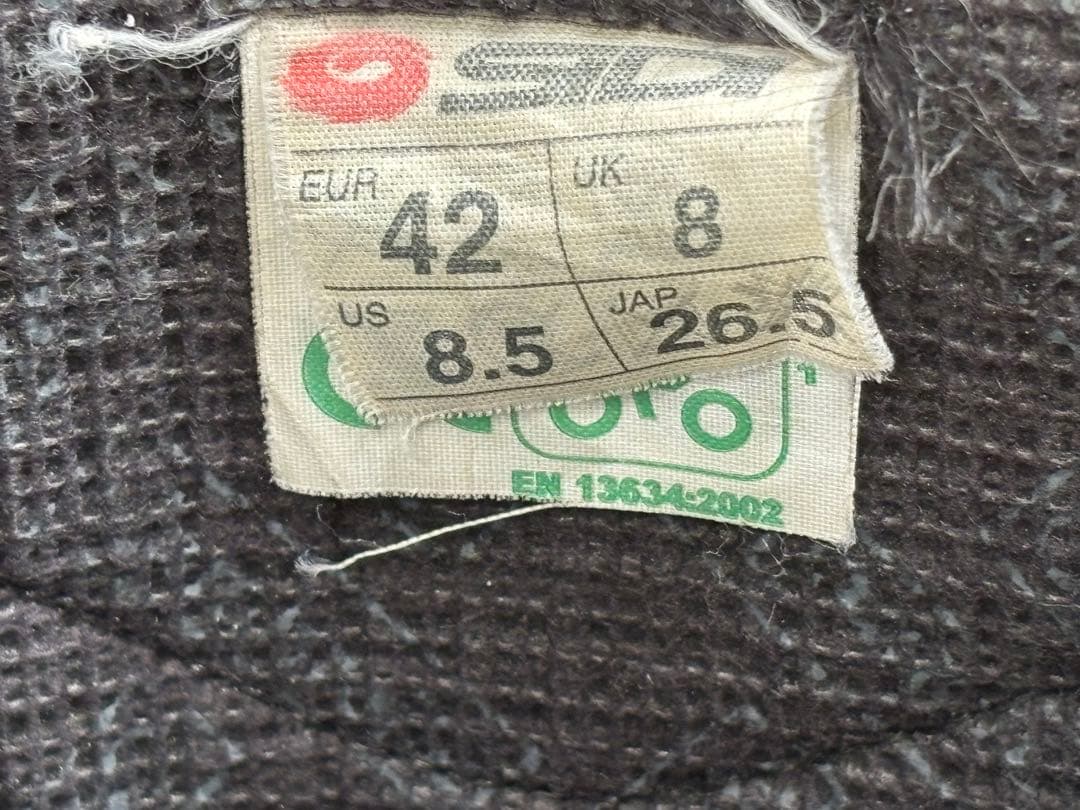 SIDI
EUR 42 UK 8
US 8.5 JAP 26.5
EN 13634-2002